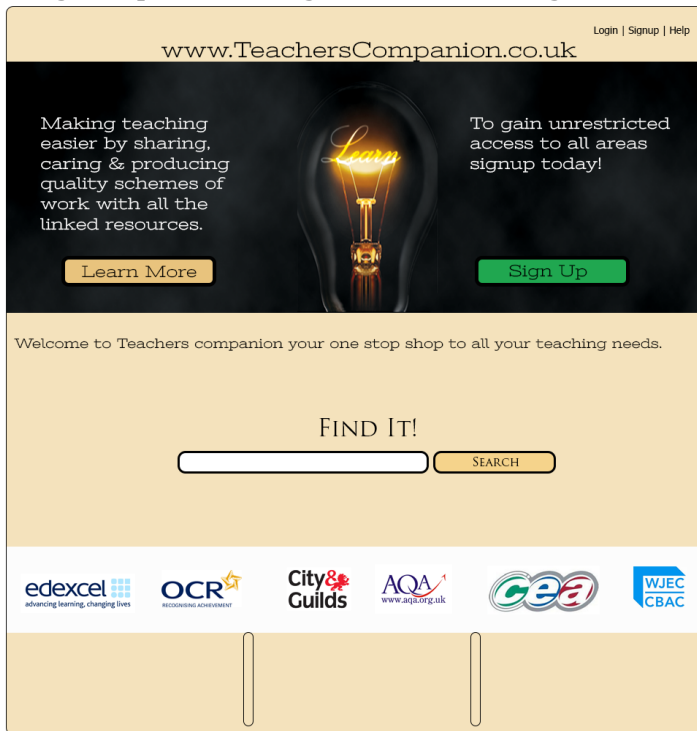 Login | Signup | Help
www.TeachersCompanion.co.uk
Making teaching
easier by sharing,
caring & producing
quality schemes of
work with all the
linked resources.
Learn
To gain unrestricted
access to all areas
signup today!
Learn More
Sign Up
Welcome to Teachers companion your one stop shop to all your teaching needs.
Find It!
Search
edexcel
advancing learning, changing lives
OCR
RECOGNISING ACHIEVEMENT
City&
Guilds
AQA
www.aqa.org.uk
cea
WJEC
CBAC